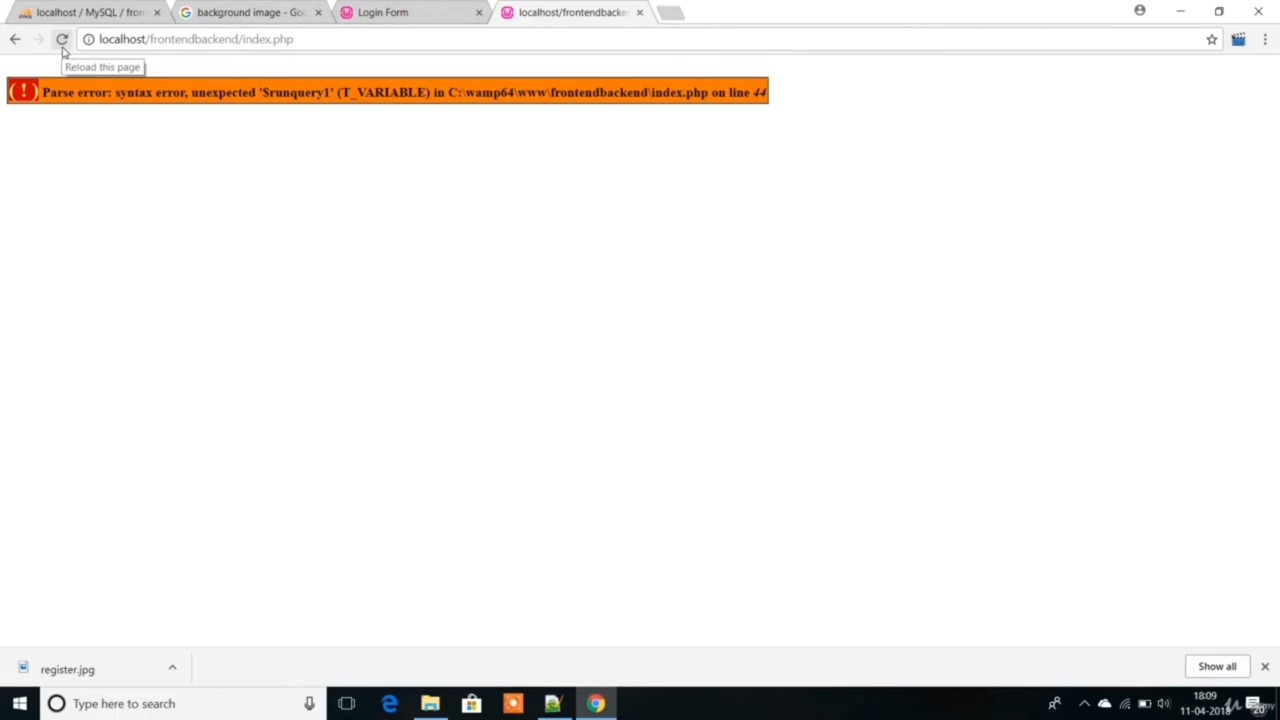 localhost / MySQL / fron
background image - Goo
Login Form
localhost/frontendbacke
localhost/frontendbackend/index.php
Reload this page
( ! ) Parse error: syntax error, unexpected '$runquery1' (T_VARIABLE) in C:\wamp64\www\frontendbackend\index.php on line 44
register.jpg
Show all
Type here to search
18:09
11-04-2018
20